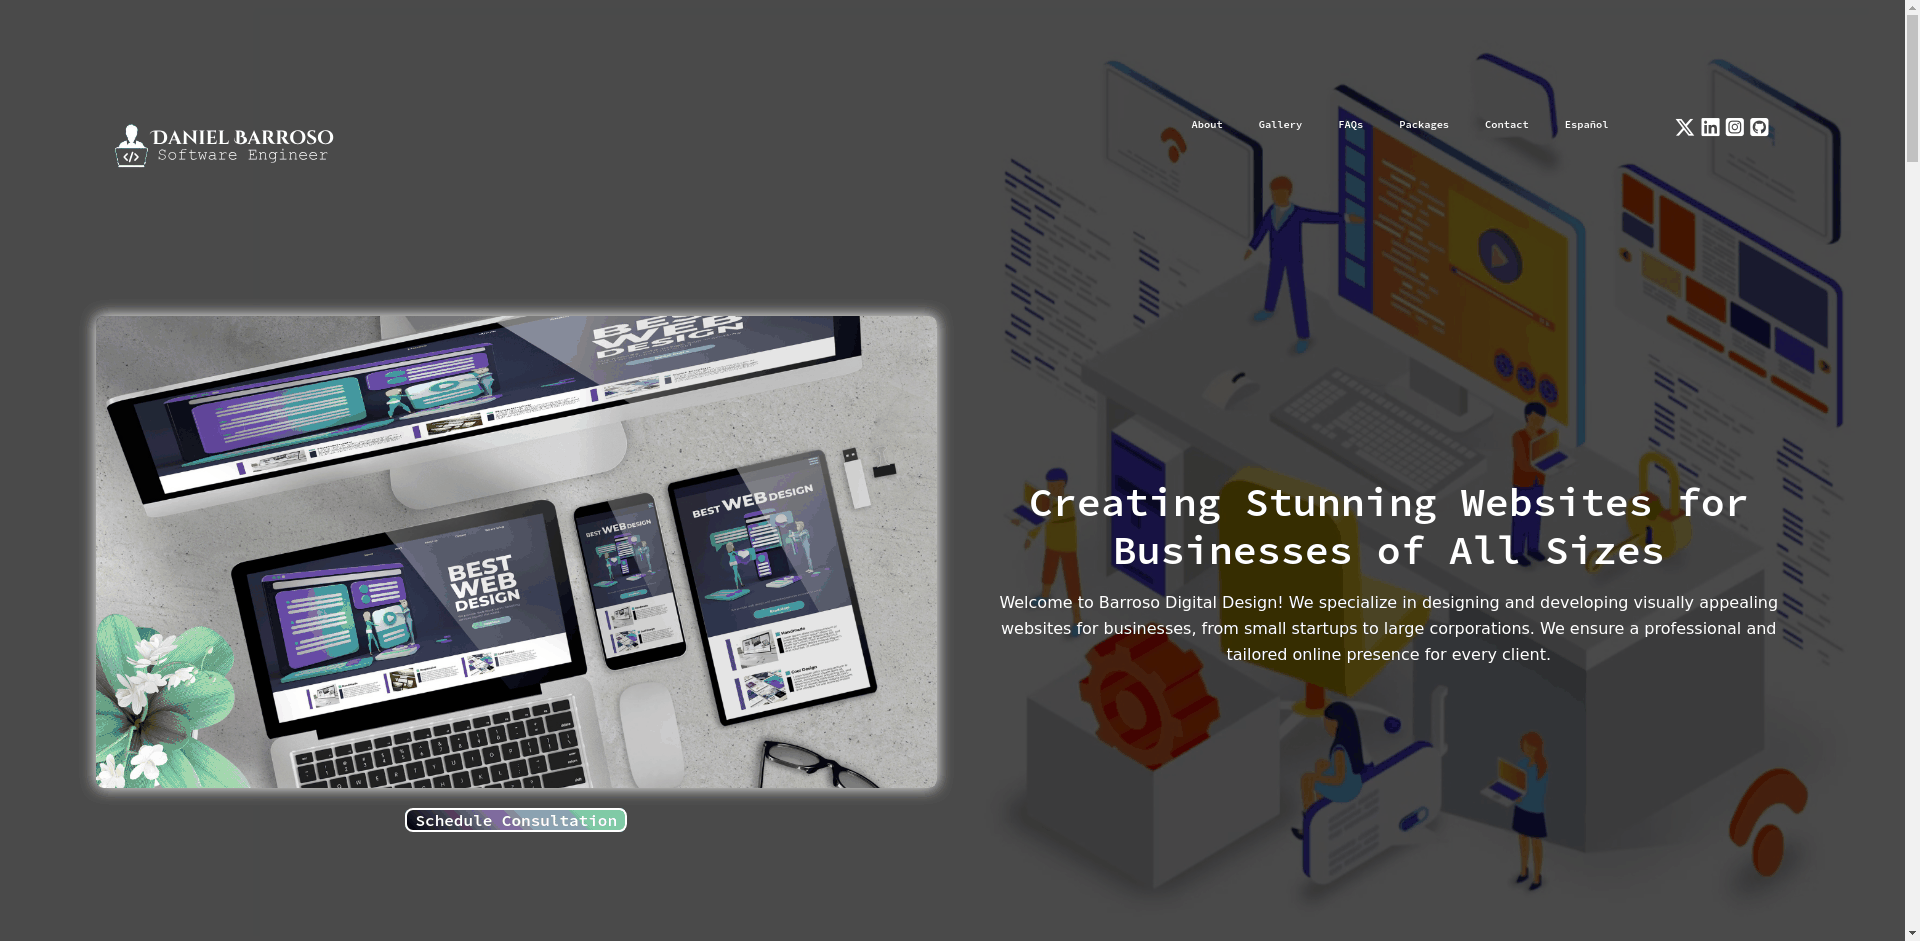 DANIEL BARROSO
Software Engineer
About
Gallery
FAQs
Packages
Contact
Español
BEST
WEB
DESIGN
BEST WEB DESIGN
BEST WEB DESIGN
BEST
WEB
DESIGN
Creating Stunning Websites for
Businesses of All Sizes
Welcome to Barroso Digital Design! We specialize in designing and developing visually appealing
websites for businesses, from small startups to large corporations. We ensure a professional and
tailored online presence for every client.
Schedule Consultation